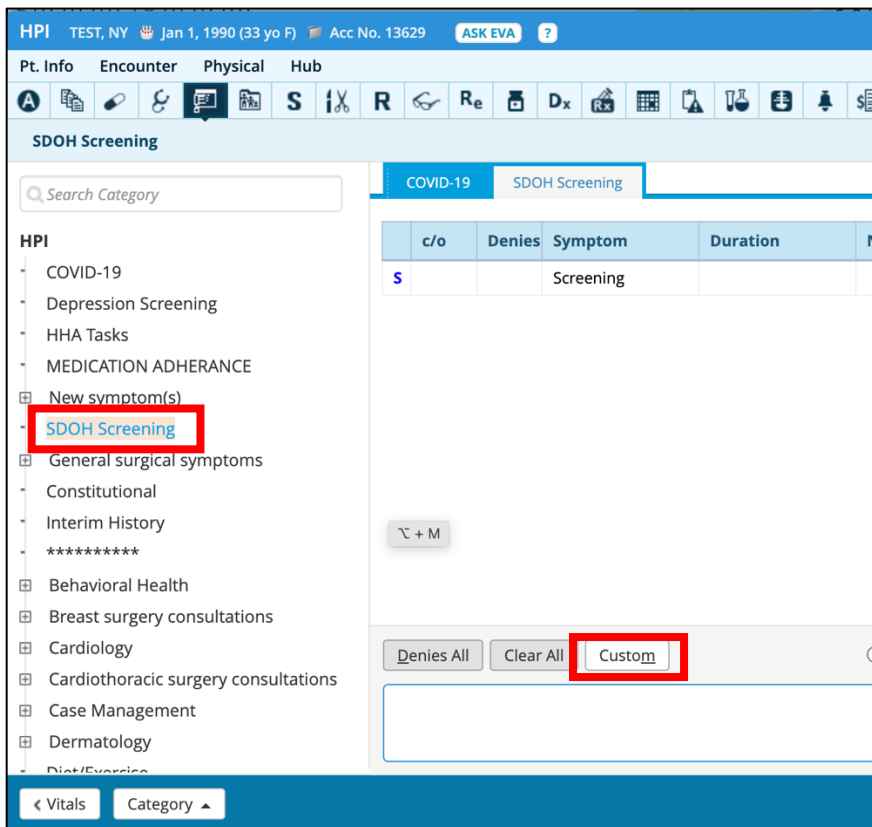 HPI TEST, NY Jan 1, 1990 (33 yo F) Acc No. 13629 ASK EVA ?
Pt. Info Encounter Physical Hub
A S R Re Dx Rx S
SDOH Screening
Search Category
COVID-19 SDOH Screening
c/o Denies Symptom Duration
S Screening
HPI
COVID-19
Depression Screening
HHA Tasks
MEDICATION ADHERANCE
New symptom(s)
SDOH Screening
General surgical symptoms
Constitutional
Interim History
**********
Behavioral Health
Breast surgery consultations
Cardiology
Cardiothoracic surgery consultations
Case Management
Dermatology
Diet/Exercise
⌥ + M
Denies All Clear All Custom
Vitals Category